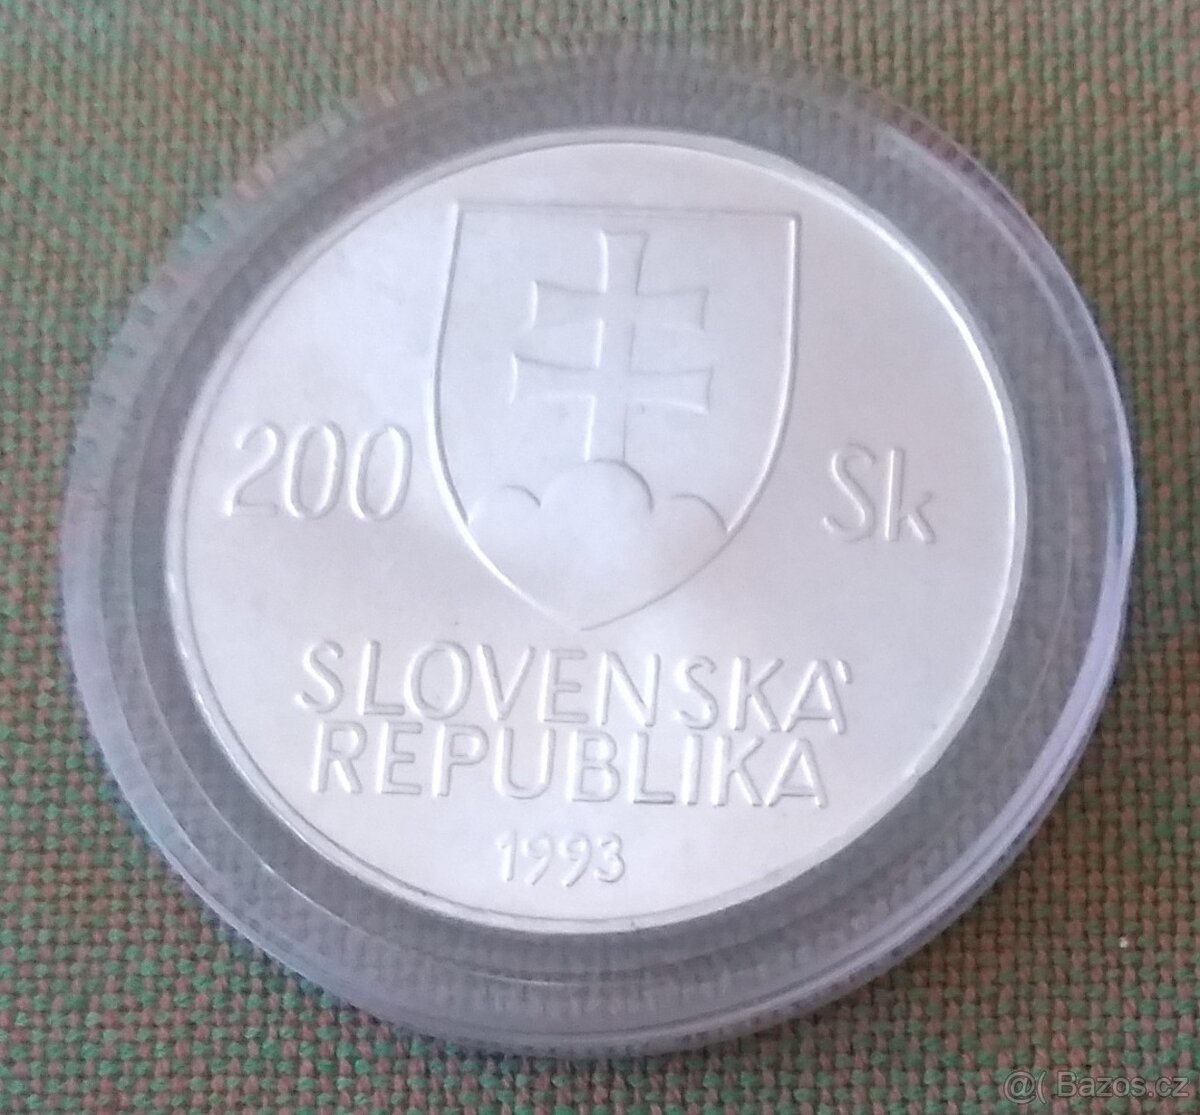 200 Sk
SLOVENSKÁ
REPUBLIKA
1993
@( Bazos.cz